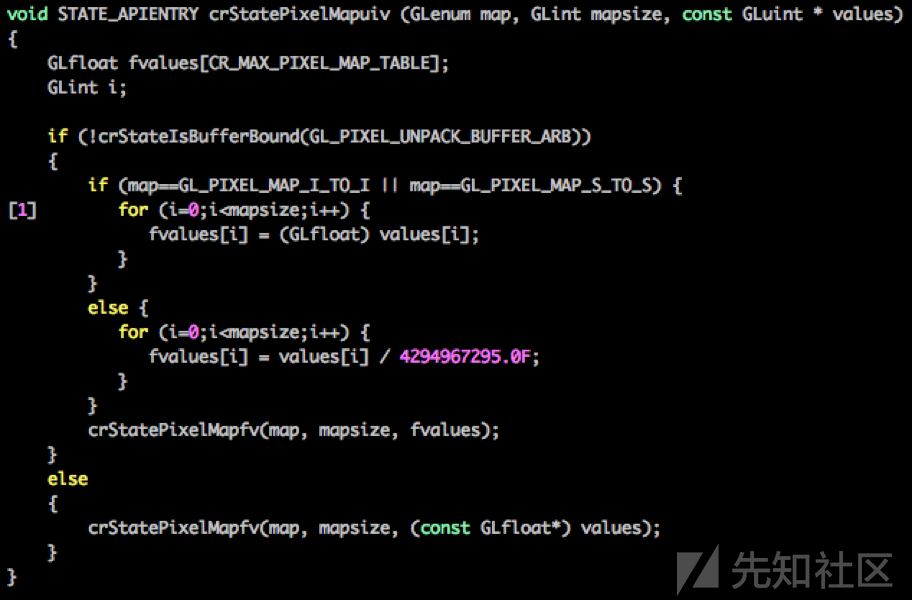 void STATE_APIENTRY crStatePixelMapuiv (GLenum map, GLint mapsize, const GLuint * values)
{
    GLfloat fvalues[CR_MAX_PIXEL_MAP_TABLE];
    GLint i;
    if (!crStateIsBufferBound(GL_PIXEL_UNPACK_BUFFER_ARB))
    {
        if (map==GL_PIXEL_MAP_I_TO_I || map==GL_PIXEL_MAP_S_TO_S) {
[1]        for (i=0;i<mapsize;i++) {
              fvalues[i] = (GLfloat) values[i];
           }
        }
        else {
           for (i=0;i<mapsize;i++) {
              fvalues[i] = values[i] / 4294967295.0F;
           }
        }
        crStatePixelMapfv(map, mapsize, fvalues);
    }
    else
    {
        crStatePixelMapfv(map, mapsize, (const GLfloat*) values);
    }
}
先知社区